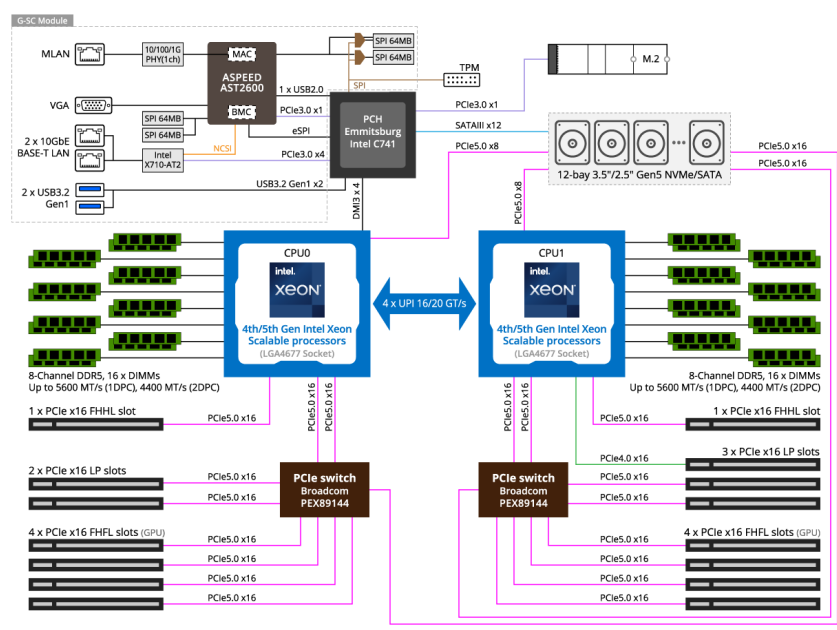 G-SC Module
MLAN
10/100/1G
PHY(1ch)
MAC
ASPEED
AST2600
BMC
SPI 64MB
SPI 64MB
SPI
TPM
M.2
VGA
SPI 64MB
SPI 64MB
1 x USB2.0
PCIe3.0 x1
eSPI
PCH
Emmitsburg
Intel C741
PCIe3.0 x1
SATAIII x12
PCIe5.0 x8
PCIe5.0 x16
PCIe5.0 x16
12-bay 3.5"/2.5" Gen5 NVMe/SATA
2 x 10GbE
BASE-T LAN
Intel
X710-AT2
NCSI
PCIe3.0 x4
2 x USB3.2
Gen1
USB3.2 Gen1 x2
DMI3 x 4
PCIe5.0 x8
CPU0
intel.
XEON
4th/5th Gen Intel Xeon
Scalable processors
(LGA4677 Socket)
4 x UPI 16/20 GT/s
CPU1
intel.
XEON
4th/5th Gen Intel Xeon
Scalable processors
(LGA4677 Socket)
8-Channel DDR5, 16 x DIMMs
Up to 5600 MT/s (1DPC), 4400 MT/s (2DPC)
8-Channel DDR5, 16 x DIMMs
Up to 5600 MT/s (1DPC), 4400 MT/s (2DPC)
1 x PCIe x16 FHHL slot
PCIe5.0 x16
PCIe5.0 x16
PCIe5.0 x16
2 x PCIe x16 LP slots
PCIe5.0 x16
PCIe5.0 x16
PCIe switch
Broadcom
PEX89144
4 x PCIe x16 FHFL slots (GPU)
PCIe5.0 x16
PCIe5.0 x16
PCIe5.0 x16
PCIe5.0 x16
PCIe5.0 x16
PCIe5.0 x16
1 x PCIe x16 FHHL slot
PCIe5.0 x16
3 x PCIe x16 LP slots
PCIe4.0 x16
PCIe5.0 x16
PCIe5.0 x16
PCIe switch
Broadcom
PEX89144
4 x PCIe x16 FHFL slots (GPU)
PCIe5.0 x16
PCIe5.0 x16
PCIe5.0 x16
PCIe5.0 x16